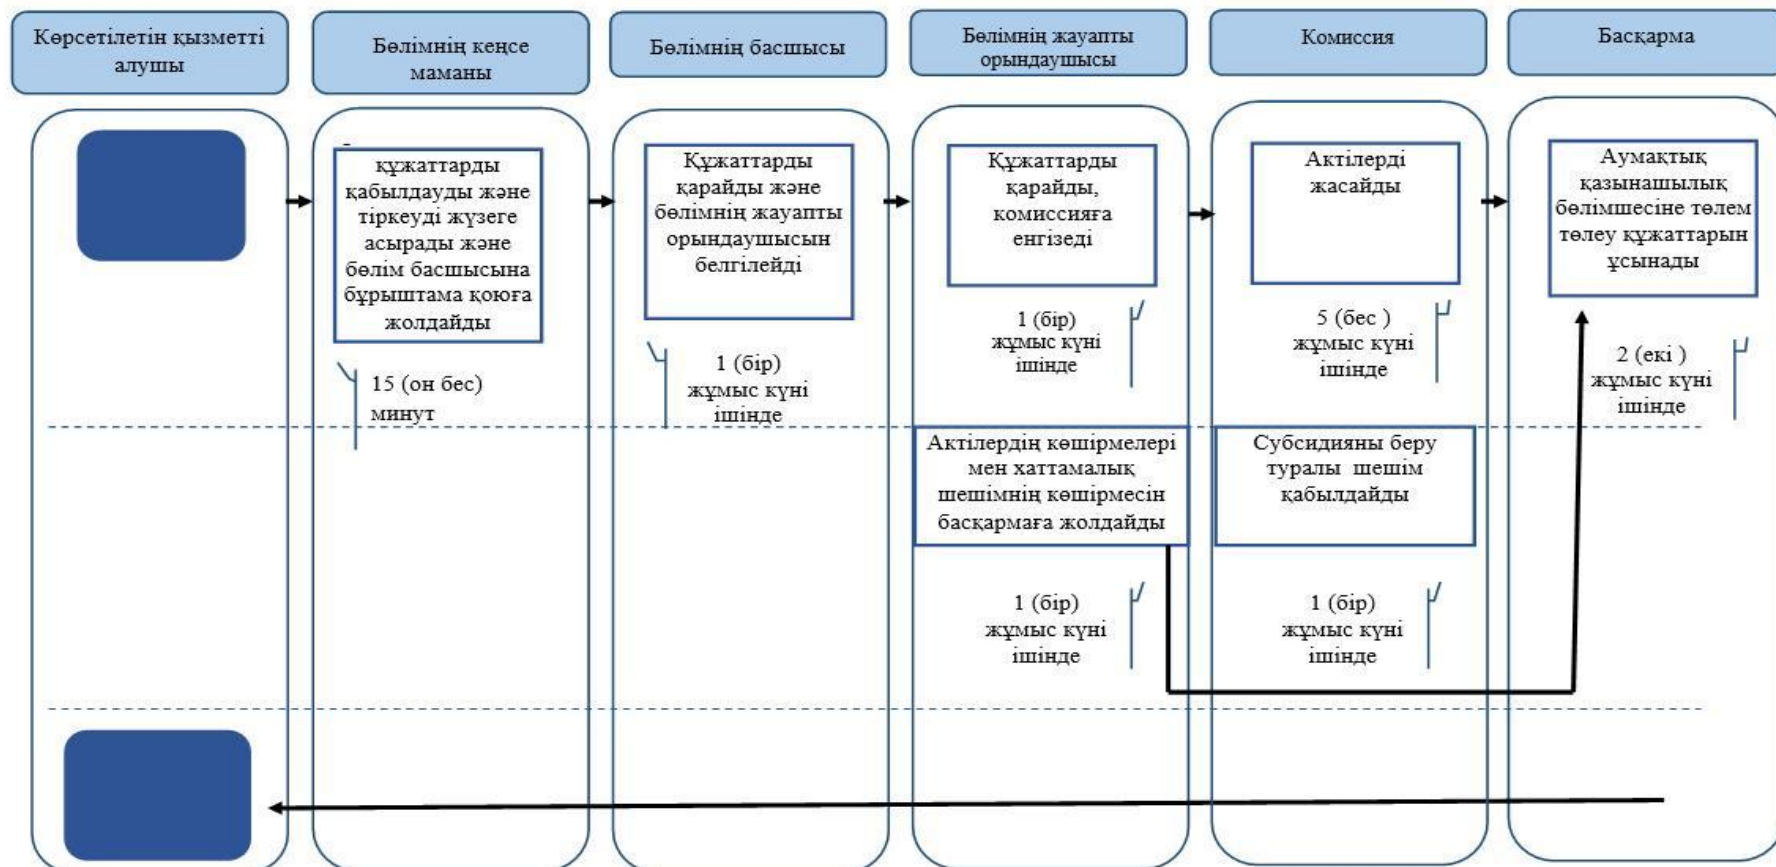 Көрсетілетін қызметті
алушы
Бөлімнің кеңсе
маманы
Бөлімнің басшысы
Бөлімнің жауапты
орындаушысы
Комиссия
Басқарма
құжаттарды
қабылдауды және
тіркеуді жүзеге
асырады және
бөлім басшысына
бұрыштама қоюға
жолдайды
15 (он бес)
минут
Құжаттарды
қарайды және
бөлімнің жауапты
орындаушысын
белгілейді
1 (бір)
жұмыс күні
ішінде
Құжаттарды
қарайды,
комиссияға
енгізеді
1 (бір)
жұмыс күні
ішінде
Актілерді
жасайды
5 (бес )
жұмыс күні
ішінде
Аумақтық
қазынашылық
бөлімшесіне төлем
төлеу құжаттарын
ұсынады
2 (екі )
жұмыс күні
ішінде
Актілердің көшірмелері
мен хаттамалық
шешімнің көшірмесін
басқармаға жолдайды
1 (бір)
жұмыс күні
ішінде
Субсидияны беру
туралы  шешім
қабылдайды
1 (бір)
жұмыс күні
ішінде